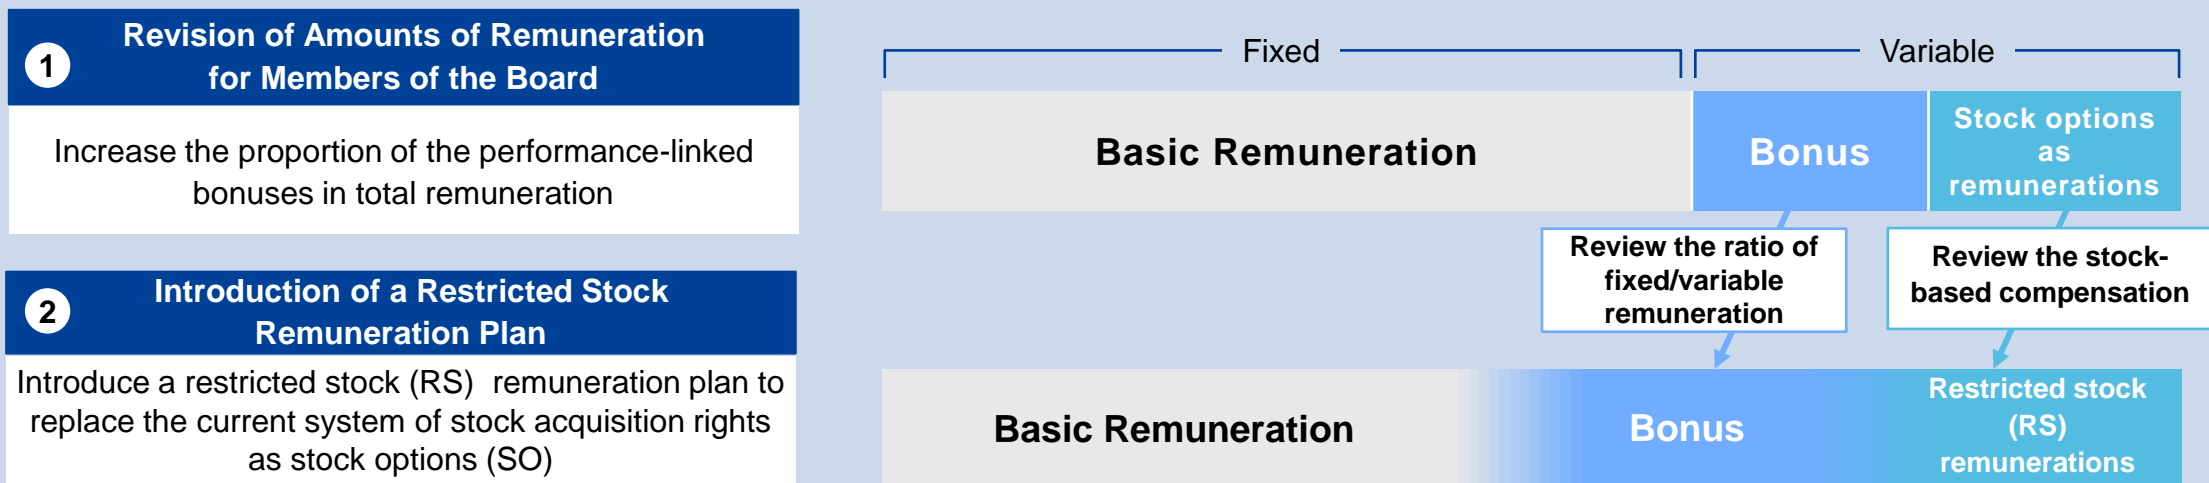 1
Revision of Amounts of Remuneration
for Members of the Board
Increase the proportion of the performance-linked
bonuses in total remuneration
2
Introduction of a Restricted Stock
Remuneration Plan
Introduce a restricted stock (RS) remuneration plan to
replace the current system of stock acquisition rights
as stock options (SO)
Fixed
Variable
Basic Remuneration
Bonus
Stock options
as
remunerations
Review the ratio of
fixed/variable
remuneration
Review the stock-
based compensation
Basic Remuneration
Bonus
Restricted stock
(RS)
remunerations